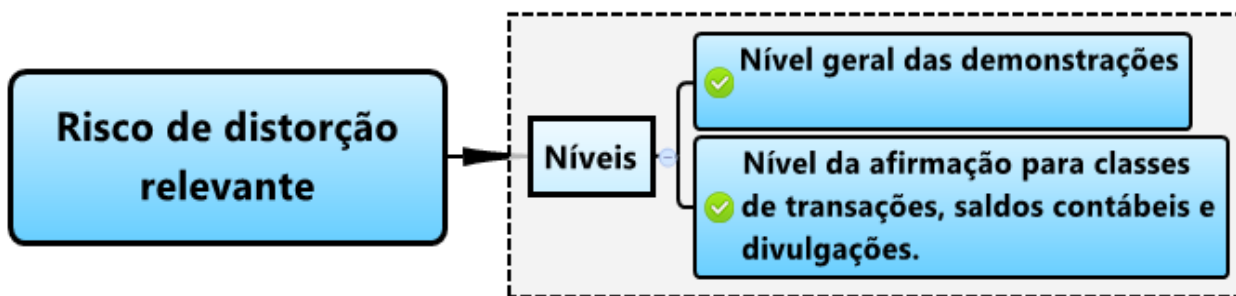 Risco de distorção
relevante
Níveis
Nível geral das demonstrações
Nível da afirmação para classes
de transações, saldos contábeis e
divulgações.